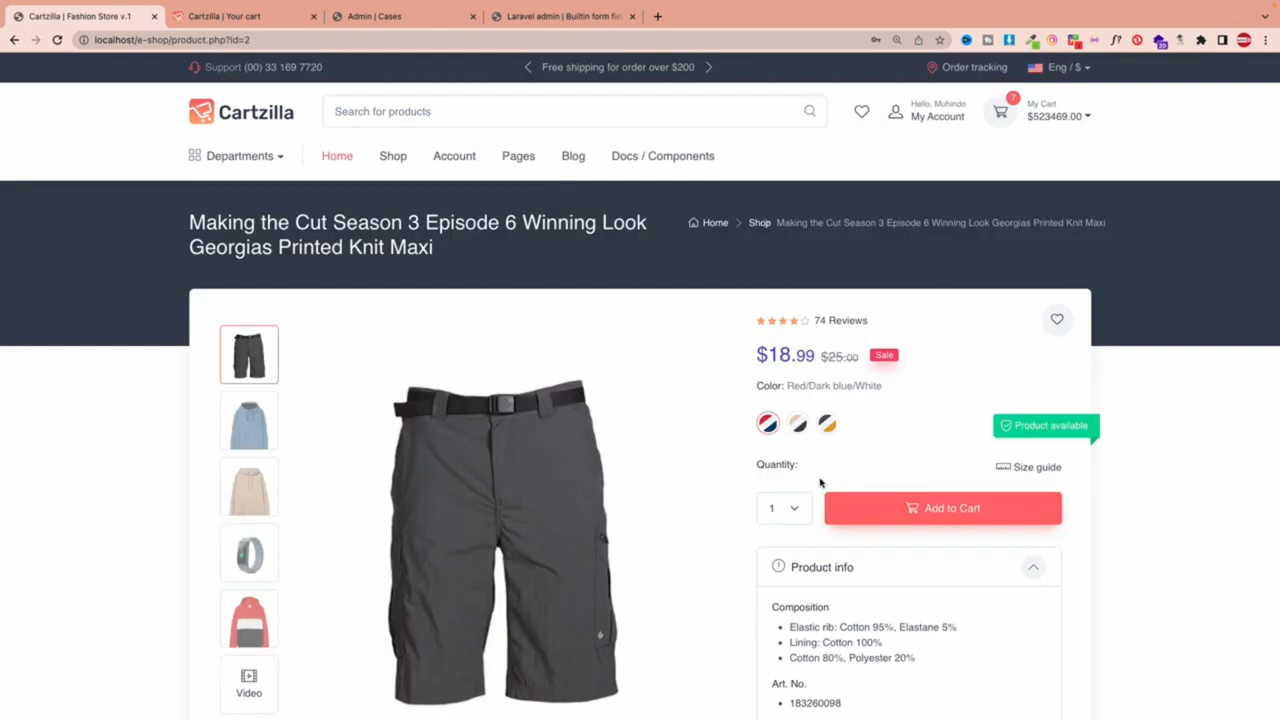 Cartzilla | Fashion Store v.1
Cartzilla | Your cart
Admin | Cases
Laravel admin | Builtin form fie
localhost/e-shop/product.php?id=2
Support (00) 33 169 7720
Free shipping for order over $200
Order tracking
Eng / $
Cartzilla
Search for products
Hello, Muhindo
My Account
7
My Cart
$523469.00
Departments
Home
Shop
Account
Pages
Blog
Docs / Components
Making the Cut Season 3 Episode 6 Winning Look
Georgias Printed Knit Maxi
Home
Shop
Making the Cut Season 3 Episode 6 Winning Look Georgias Printed Knit Maxi
74 Reviews
$18.99 $25.00 Sale
Color: Red/Dark blue/White
Product available
Quantity:
Size guide
1
Add to Cart
Product info
Composition
Elastic rib: Cotton 95%, Elastane 5%
Lining: Cotton 100%
Cotton 80%, Polyester 20%
Art. No.
183260098
Video